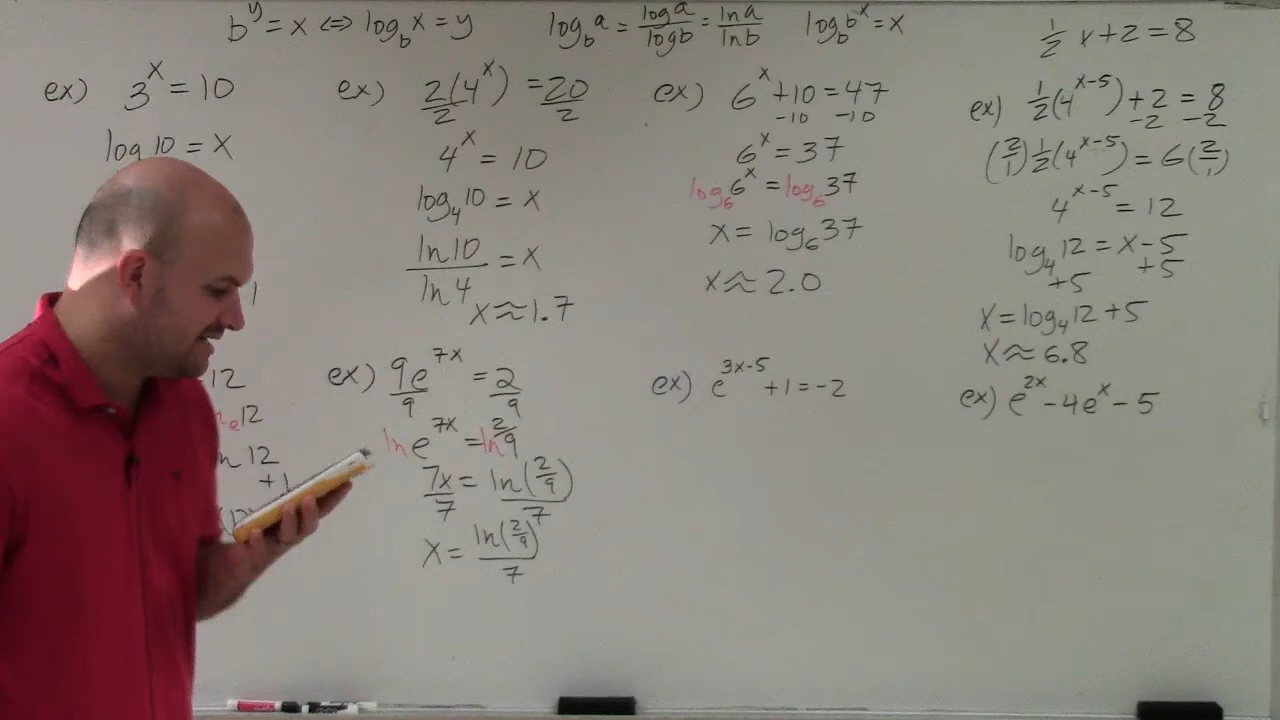 b^y = x ⇔ log_b x = y
log_b a = log a / log b = ln a / ln b
log_b b^x = x
1/2 x + 2 = 8
ex) 3^x = 10
log 10 = x
1
12
e 12
n 12
+1
ex) 2(4^x)/2 = 20/2
4^x = 10
log_4 10 = x
ln 10 / ln 4 = x
x ≈ 1.7
ex) 9e^7x / 9 = 2/9
ln e^7x = ln 2/9
7x/7 = ln(2/9)/7
x = ln(2/9)/7
ex) 6^x + 10 = 47
-10 -10
6^x = 37
log_6 6^x = log_6 37
x = log_6 37
x ≈ 2.0
ex) e^3x-5 + 1 = -2
ex) 1/2(4^x-5) + 2 = 8
-2 -2
(2/1) 1/2(4^x-5) = 6(2/1)
4^x-5 = 12
log_4 12 = x - 5
+5 +5
x = log_4 12 + 5
x ≈ 6.8
ex) e^2x - 4e^x - 5